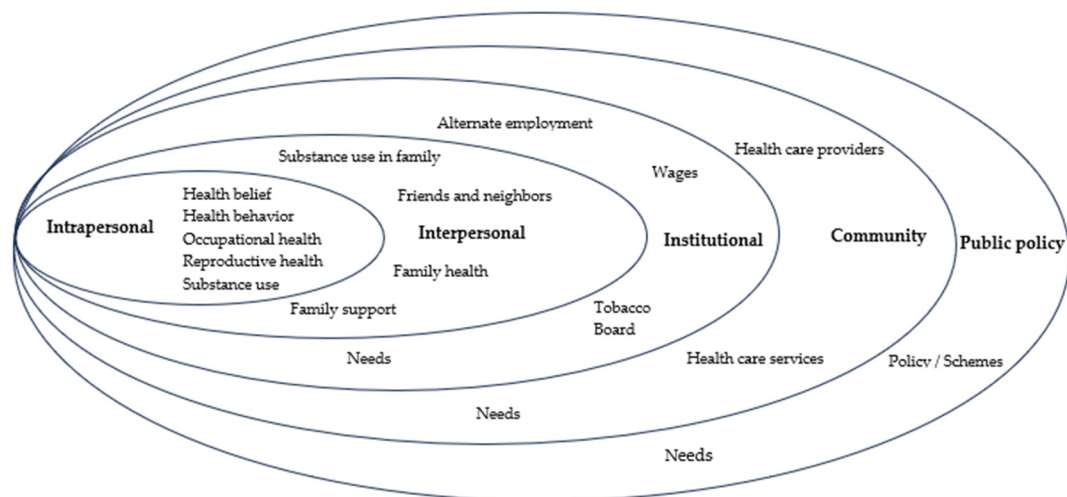 Alternate employment
Health care providers
Substance use in family
Wages
Health belief
Friends and neighbors
Health behavior
Intrapersonal
Interpersonal
Institutional
Community
Public policy
Occupational health
Reproductive health
Family health
Substance use
Family support
Tobacco
Board
Needs
Health care services
Policy / Schemes
Needs
Needs